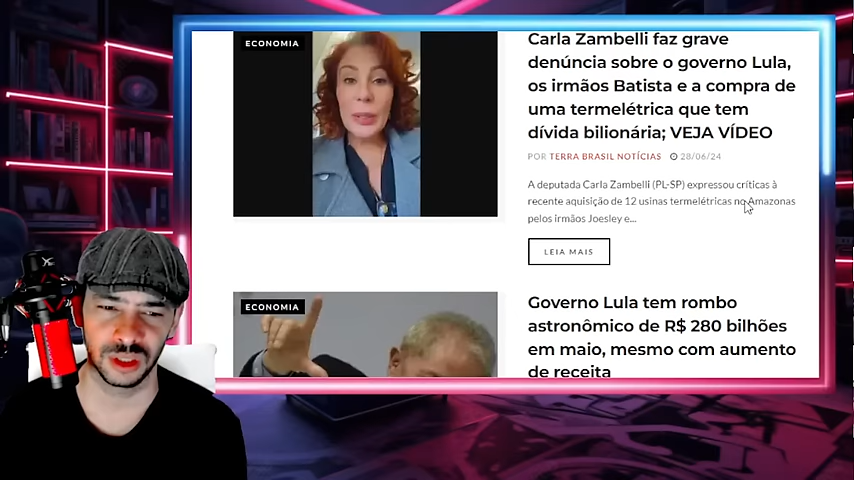 ECONOMIA
Carla Zambelli faz grave
denúncia sobre o governo Lula,
os irmãos Batista e a compra de
uma termelétrica que tem
dívida bilionária; VEJA VÍDEO
POR TERRA BRASIL NOTÍCIAS 28/06/24
A deputada Carla Zambelli (PL-SP) expressou críticas à
recente aquisição de 12 usinas termelétricas no Amazonas
pelos irmãos Joesley e...
LEIA MAIS
ECONOMIA
Governo Lula tem rombo
astronômico de R$ 280 bilhões
em maio, mesmo com aumento
de receita